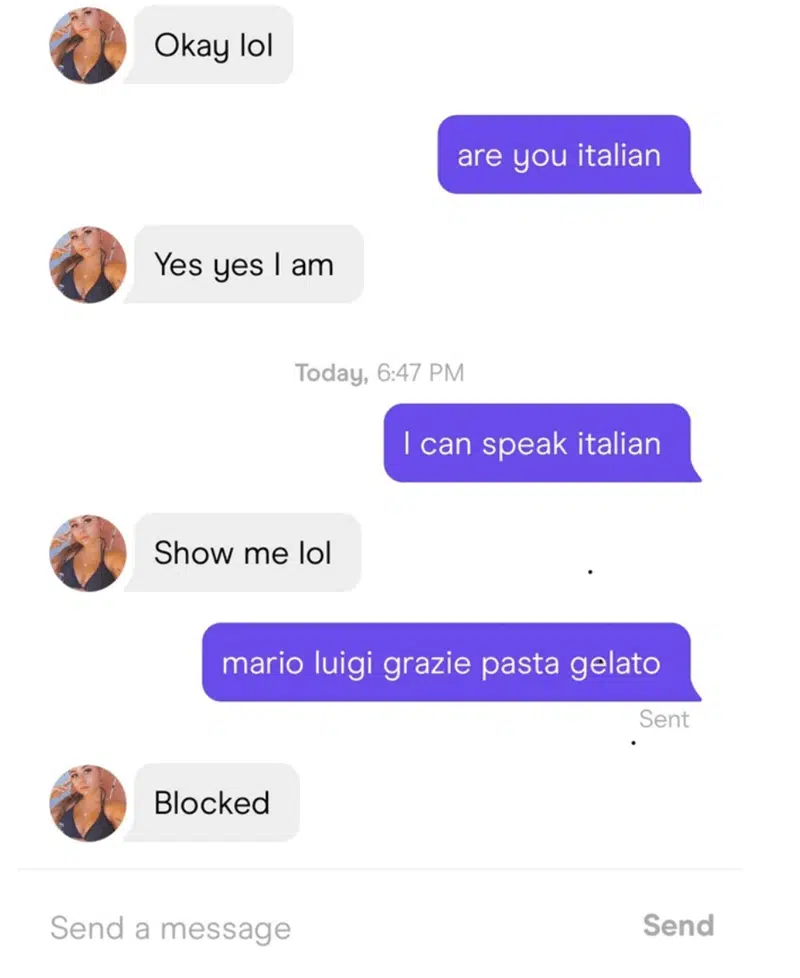 Okay lol
are you italian
Yes yes I am
Today, 6:47 PM
I can speak italian
Show me lol
mario luigi grazie pasta gelato
Sent
Blocked
Send a message
Send